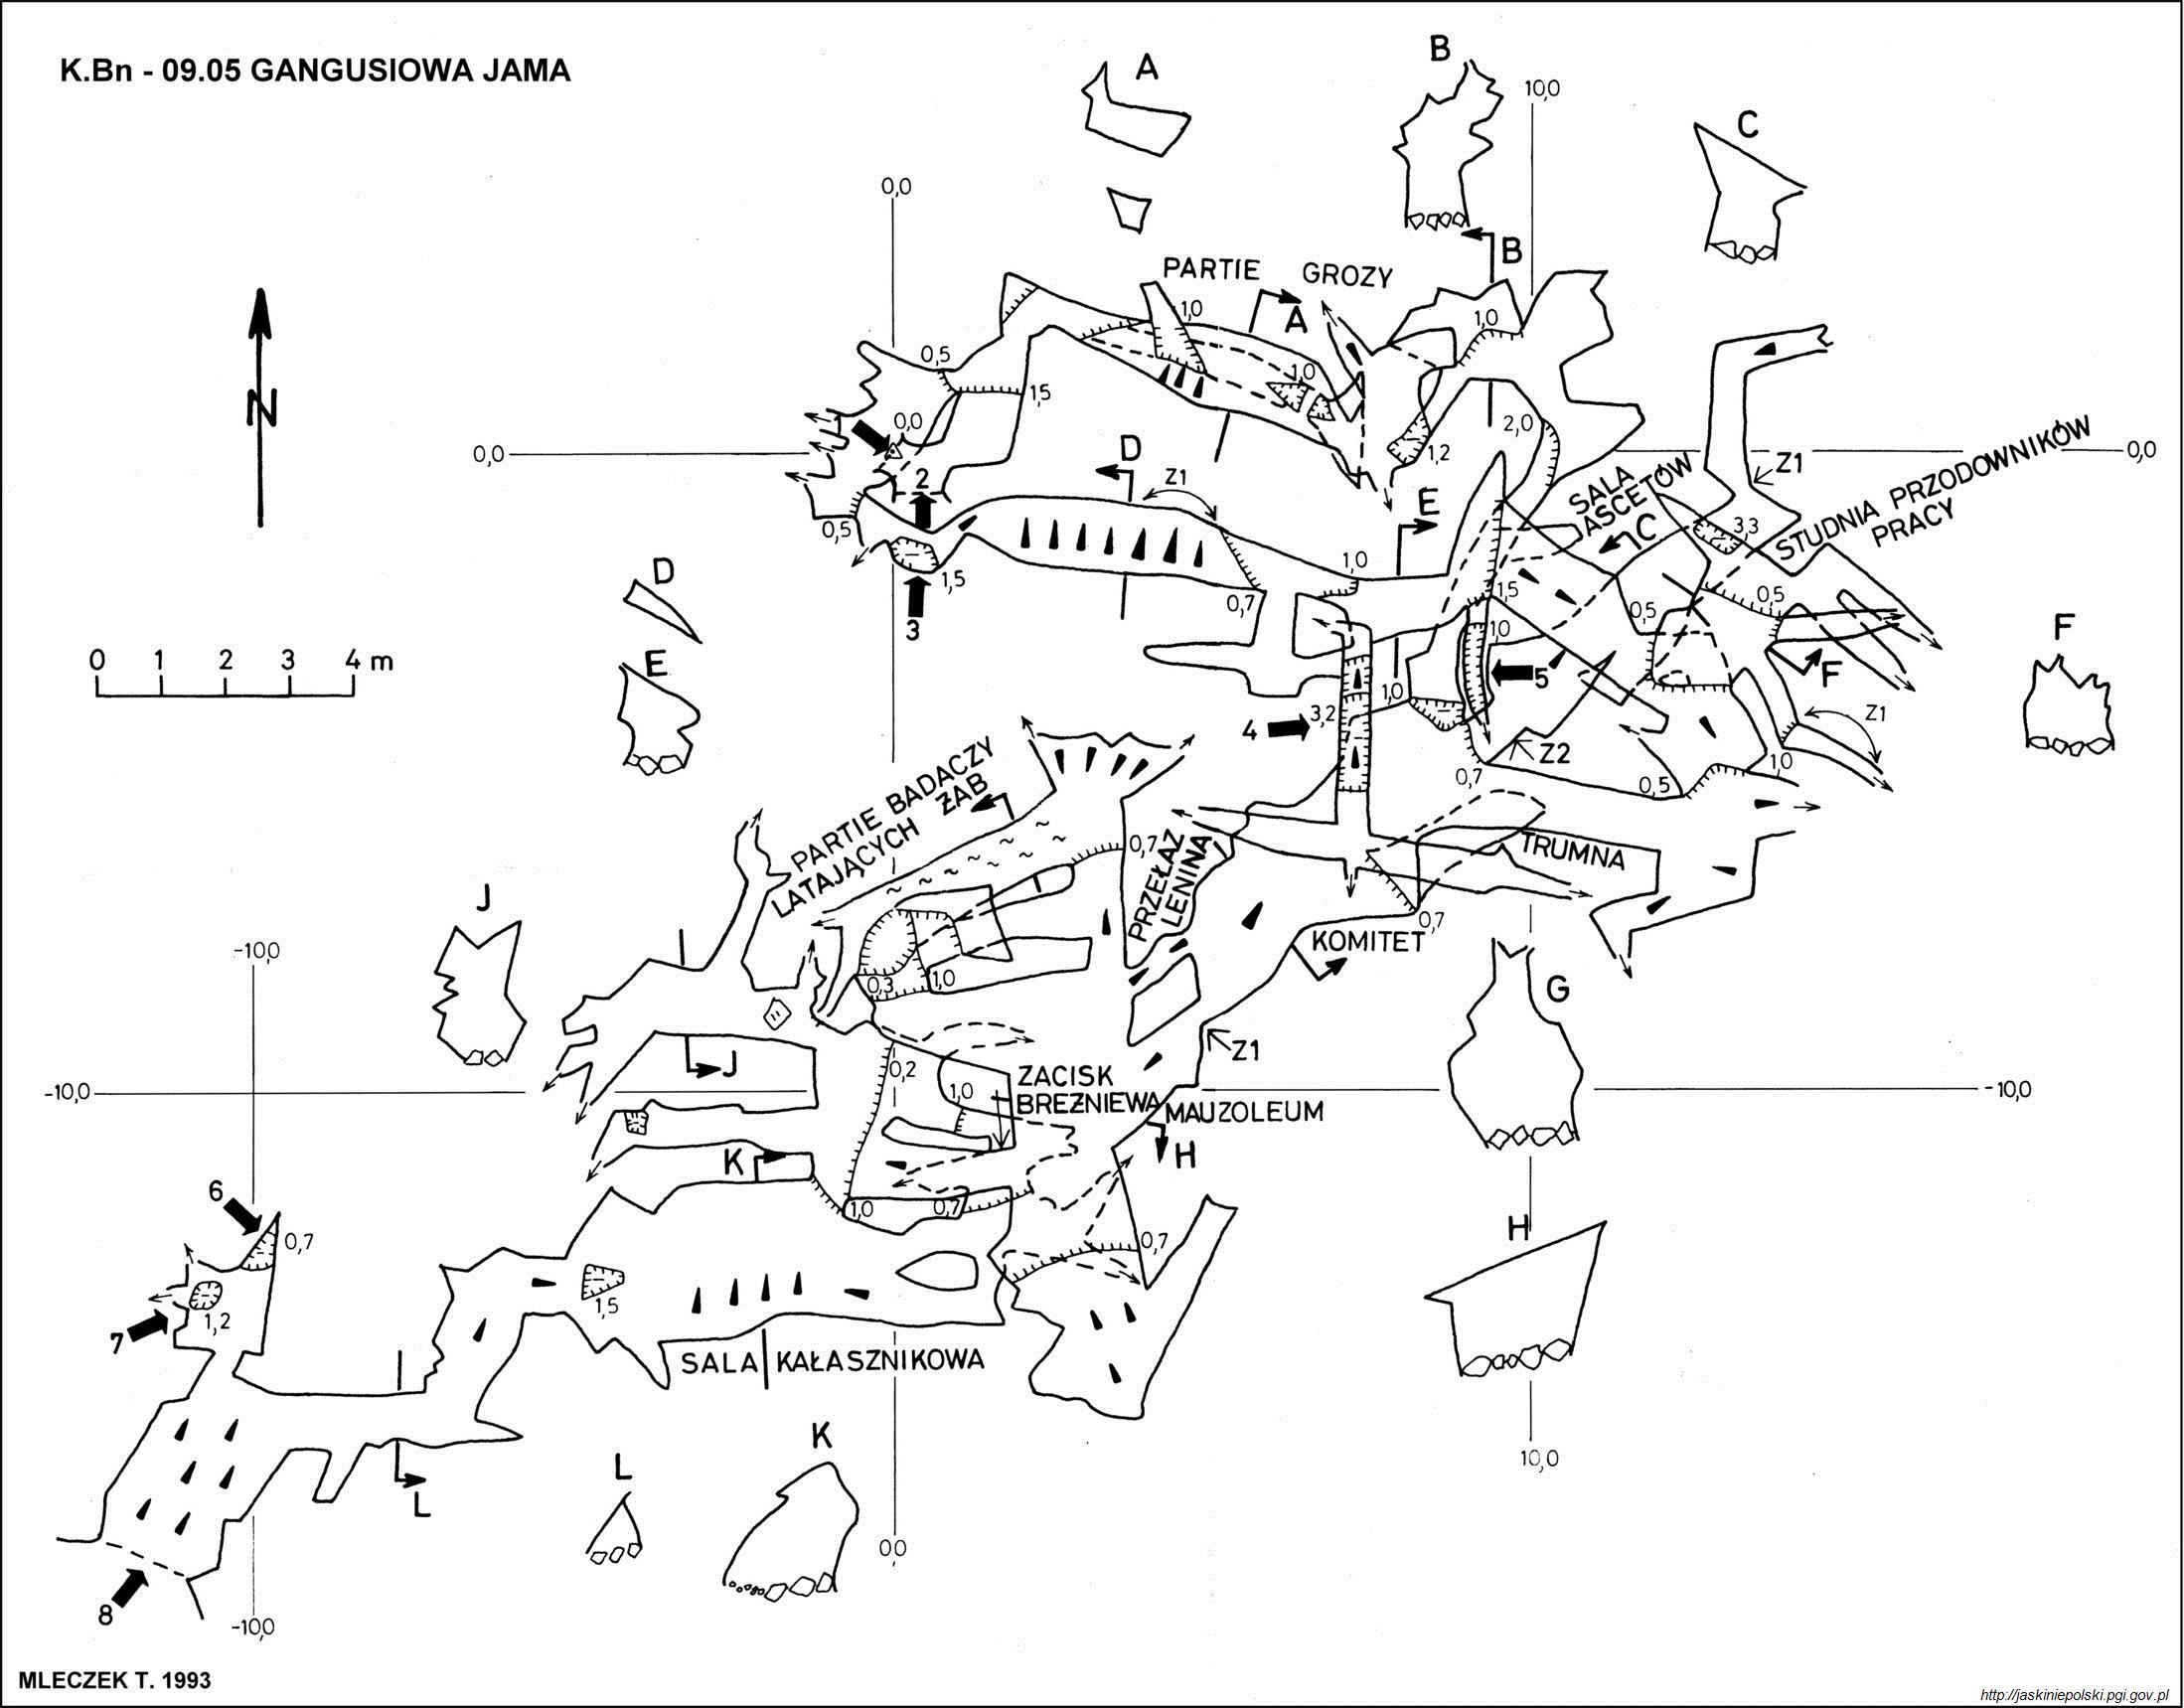 K.Bn - 09.05 GANGUSIOWA JAMA
A
B
10,0
C
0,0
B
PARTIE GROZY
1,0
A
1,0
0,5
1,0
1,5
0,0
2,0
N
0,0
D
1,2
Z1
0,0
2
Z1
E
SALA
ASCETÓW
C
STUDNIA PRZODOWNIKÓW
PRACY
3,3
0,5
1,5
3
D
1,0
0,7
1,5
0,5
0,5
1,0
0 1 2 3 4 m
E
5
F
F
1,0
4
3,2
Z1
Z2
0,7
0,5
1,0
PARTIE BADACZY
LATAJĄCYCH ŻAB
0,7
PRZEŁAZ
LENINA
TRUMNA
J
0,7
KOMITET
-10,0
0,3
1,0
G
Z1
J
0,2
ZACISK
BREŻNIEWA
1,0
MAUZOLEUM
-10,0
-10,0
H
K
6
1,0
0,7
H
0,7
0,7
7
1,2
1,5
SALA KAŁASZNIKOWA
L
L
K
10,0
0,0
8
-10,0
MLECZEK T. 1993
http://jaskiniepolski.pgi.gov.pl